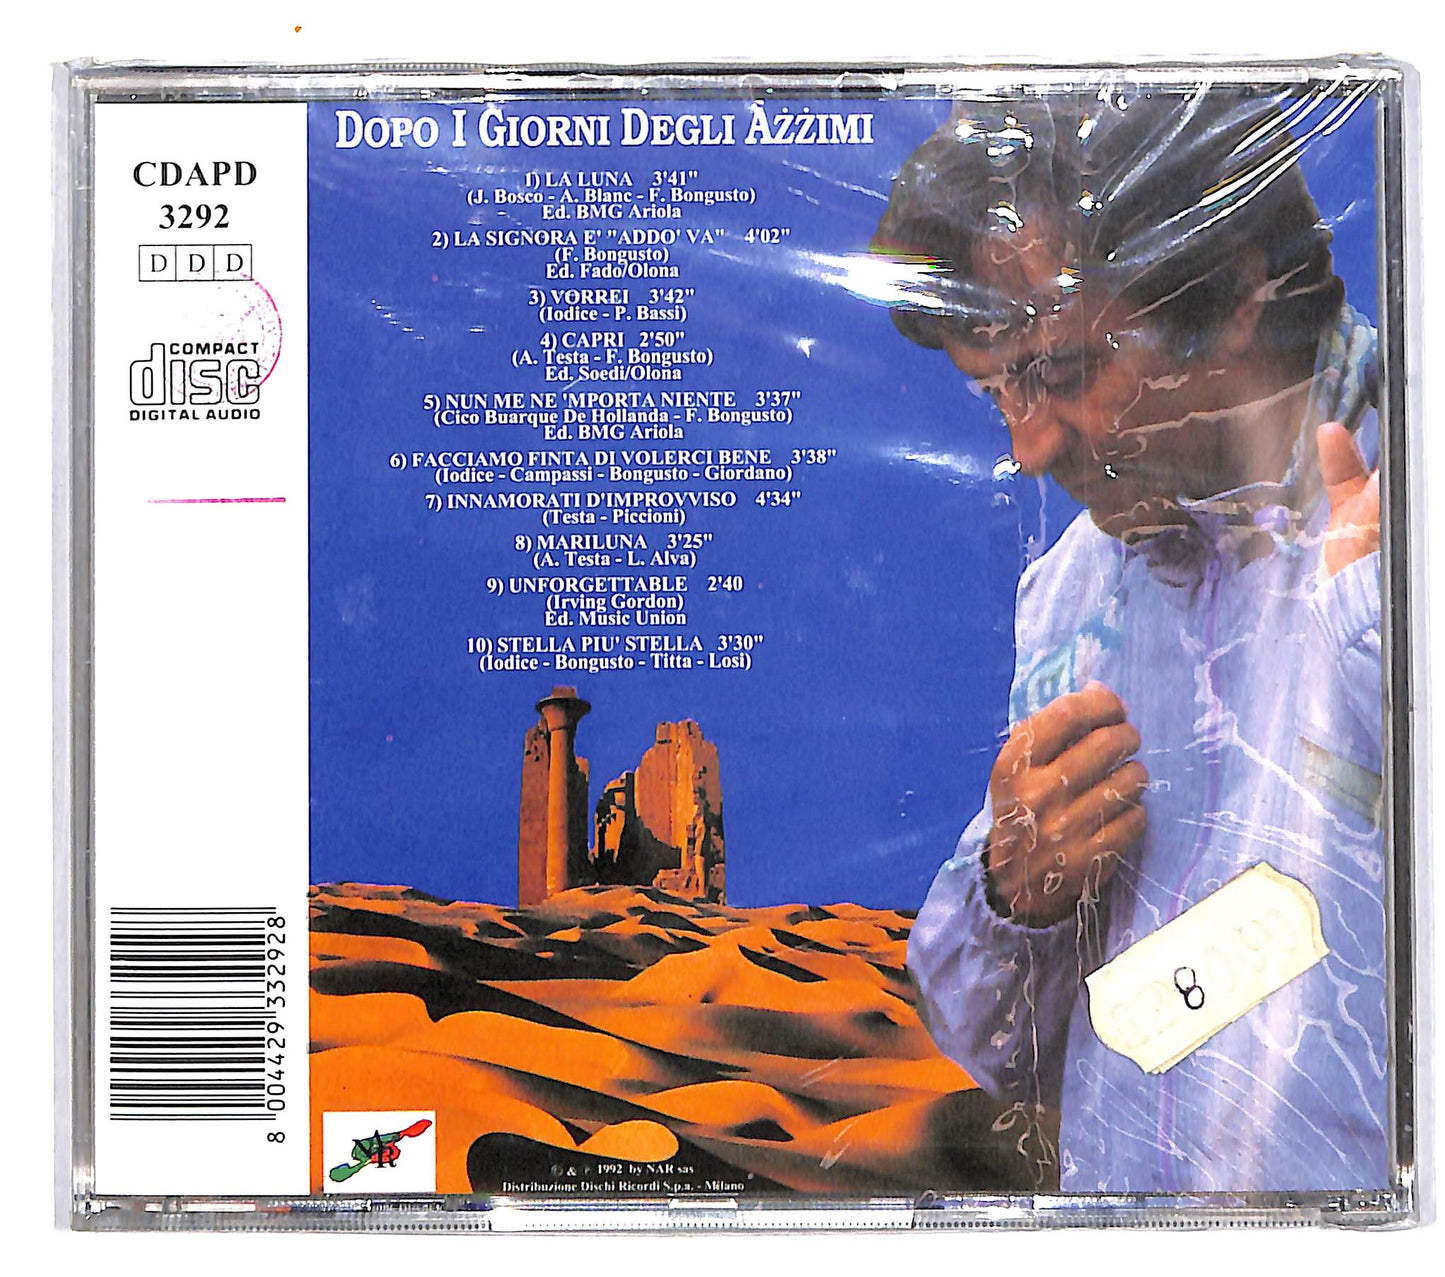 DOPO I GIORNI DEGLI AŻŻIMI
1) LA LUNA 3'41"
(J. Bosco - A. Blanc - F. Bongusto)
Ed. BMG Ariola
2) LA SIGNORA E' "ADDO' VA" 4'02"
(F. Bongusto)
Ed. Fado/Olona
3) VORREI 3'42"
(Iodice - P. Bassi)
4) CAPRI 2'50"
(A. Testa - F. Bongusto)
Ed. Soedi/Olona
5) NUN ME NE 'MPORTA NIENTE 3'37"
(Cico Buarque De Hollanda - F. Bongusto)
Ed. BMG Ariola
6) FACCIAMO FINTA DI VOLERCI BENE 3'38"
(Iodice - Campassi - Bongusto - Giordano)
7) INNAMORATI D'IMPROVVISO 4'34"
(Testa - Piccioni)
8) MARILUNA 3'25"
(A. Testa - L. Alva)
9) UNFORGETTABLE 2'40
(Irving Gordon)
Ed. Music Union
10) STELLA PIU' STELLA 3'30"
(Iodice - Bongusto - Titta - Losi)
CDAPD
3292
D D D
COMPACT
disc
DIGITAL AUDIO
8 004429 332928
NAR
© & ℗ 1992 by NAR sas
Distribuzione Dischi Ricordi S.p.a. - Milano
8